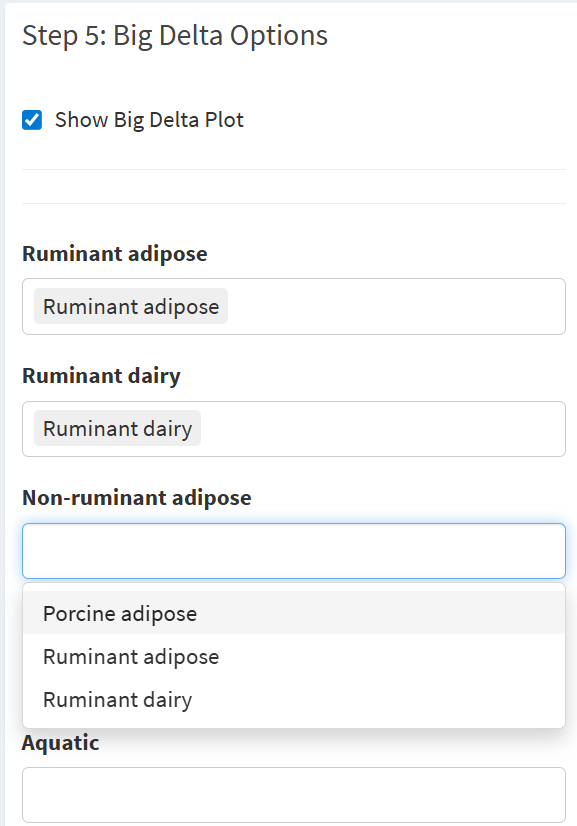 Step 5: Big Delta Options
Show Big Delta Plot
Ruminant adipose
Ruminant adipose
Ruminant dairy
Ruminant dairy
Non-ruminant adipose
Porcine adipose
Ruminant adipose
Ruminant dairy
Aquatic